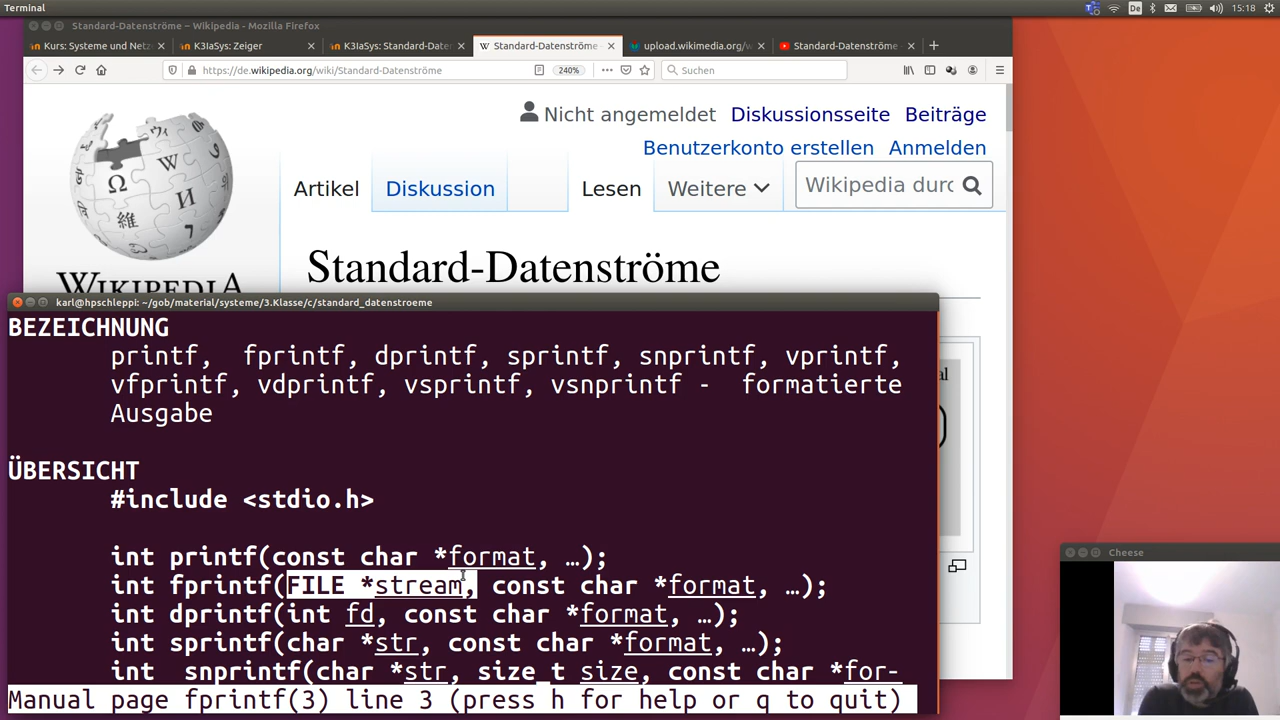 Terminal
De
15:18
Standard-Datenströme – Wikipedia - Mozilla Firefox
Kurs: Systeme und Netz
K3IaSys: Zeiger
K3IaSys: Standard-Daten
W Standard-Datenströme
upload.wikimedia.org/w
Standard-Datenströme
https://de.wikipedia.org/wiki/Standard-Datenström
240%
Suchen
Nicht angemeldet Diskussionsseite Beiträge
Benutzerkonto erstellen Anmelden
Artikel Diskussion Lesen Weitere
Wikipedia durc
WIKIPEDIA
Standard-Datenströme
al
karl@hpschleppi: ~/gob/material/systeme/3.Klasse/c/standard_datenstroeme
BEZEICHNUNG
printf, fprintf, dprintf, sprintf, snprintf, vprintf,
vfprintf, vdprintf, vsprintf, vsnprintf - formatierte
Ausgabe
ÜBERSICHT
#include <stdio.h>
int printf(const char *format, …);
int fprintf(FILE *stream, const char *format, …);
int dprintf(int fd, const char *format, …);
int sprintf(char *str, const char *format, …);
int snprintf(char *str, size_t size, const char *for-
Manual page fprintf(3) line 3 (press h for help or q to quit)
Cheese